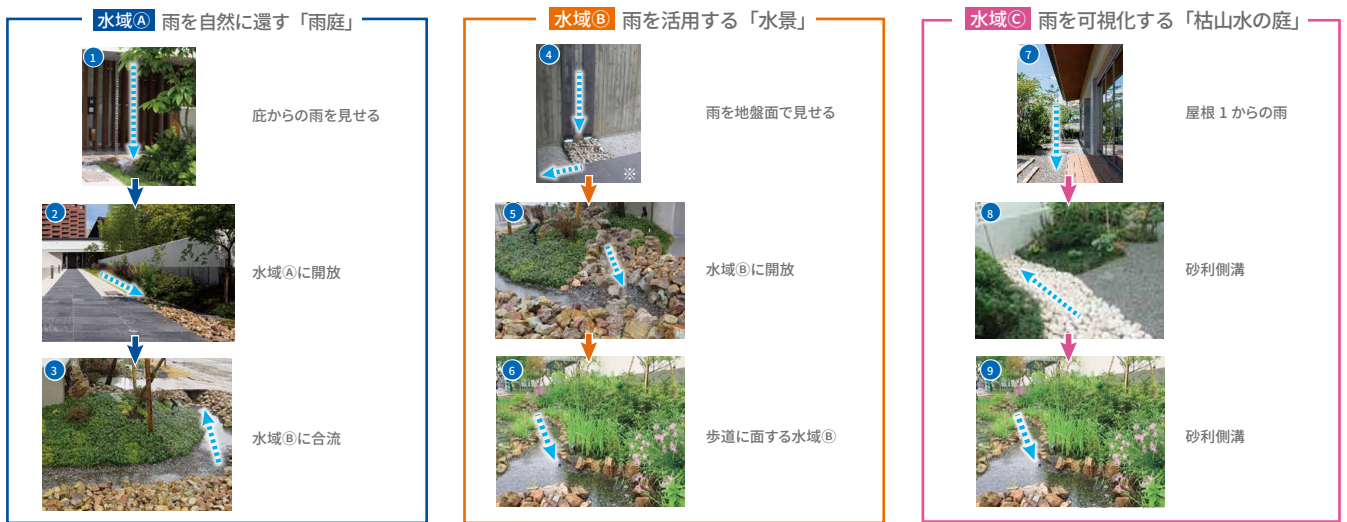 水域Ⓐ 雨を自然に還す「雨庭」
1
庇からの雨を見せる
2
水域Ⓐに開放
3
水域Ⓑに合流
水域Ⓑ 雨を活用する「水景」
4
雨を地盤面で見せる
※
5
水域Ⓑに開放
6
歩道に面する水域Ⓑ
水域Ⓒ 雨を可視化する「枯山水の庭」
7
屋根 1 からの雨
8
砂利側溝
9
砂利側溝